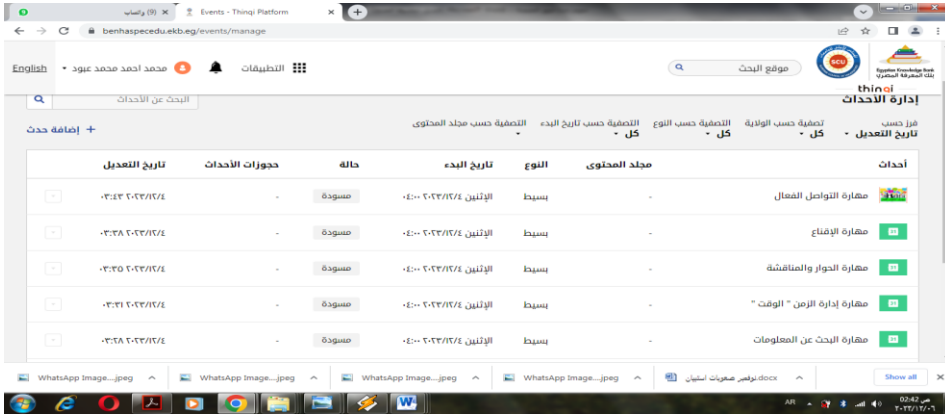 (9) واتساب
Events - Thinqi Platform
benhaspecedu.ekb.eg/events/manage
English
محمد احمد محمد عبود
التطبيقات
موقع البحث
SCU
Egyptian Knowledge Bank
بنك المعرفة المصري
thinqi
إدارة الأحداث
البحث عن الأحداث
فرز حسب
تاريخ التعديل
تصفية حسب الولاية
كل
التصفية حسب النوع
كل
التصفية حسب تاريخ البدء
كل
التصفية حسب مجلد المحتوى
+ إضافة حدث
أحداث مجلد المحتوى النوع تاريخ البدء حالة حجوزات الأحداث تاريخ التعديل
مهارة التواصل الفعال - بسيط الإثنين ٢٠٢٣/١٢/٤ ٠٤:٠٠ مسودة - ٢٠٢٣/١٢/٤ ٠٣:٤٣
مهارة الإقناع - بسيط الإثنين ٢٠٢٣/١٢/٤ ٠٤:٠٠ مسودة - ٢٠٢٣/١٢/٤ ٠٣:٣٨
مهارة الحوار والمناقشة - بسيط الإثنين ٢٠٢٣/١٢/٤ ٠٤:٠٠ مسودة - ٢٠٢٣/١٢/٤ ٠٣:٣٥
مهارة إدارة الزمن " الوقت " - بسيط الإثنين ٢٠٢٣/١٢/٤ ٠٤:٠٠ مسودة - ٢٠٢٣/١٢/٤ ٠٣:٣١
مهارة البحث عن المعلومات - بسيط الإثنين ٢٠٢٣/١٢/٤ ٠٤:٠٠ مسودة - ٢٠٢٣/١٢/٤ ٠٣:٢٨
WhatsApp Image....jpeg
WhatsApp Image....jpeg
WhatsApp Image....jpeg
WhatsApp Image....jpeg
نوفمبر صعوبات استبيان.docx
Show all
AR
02:42 ص
٢٠٢٣/١٢/٠٦